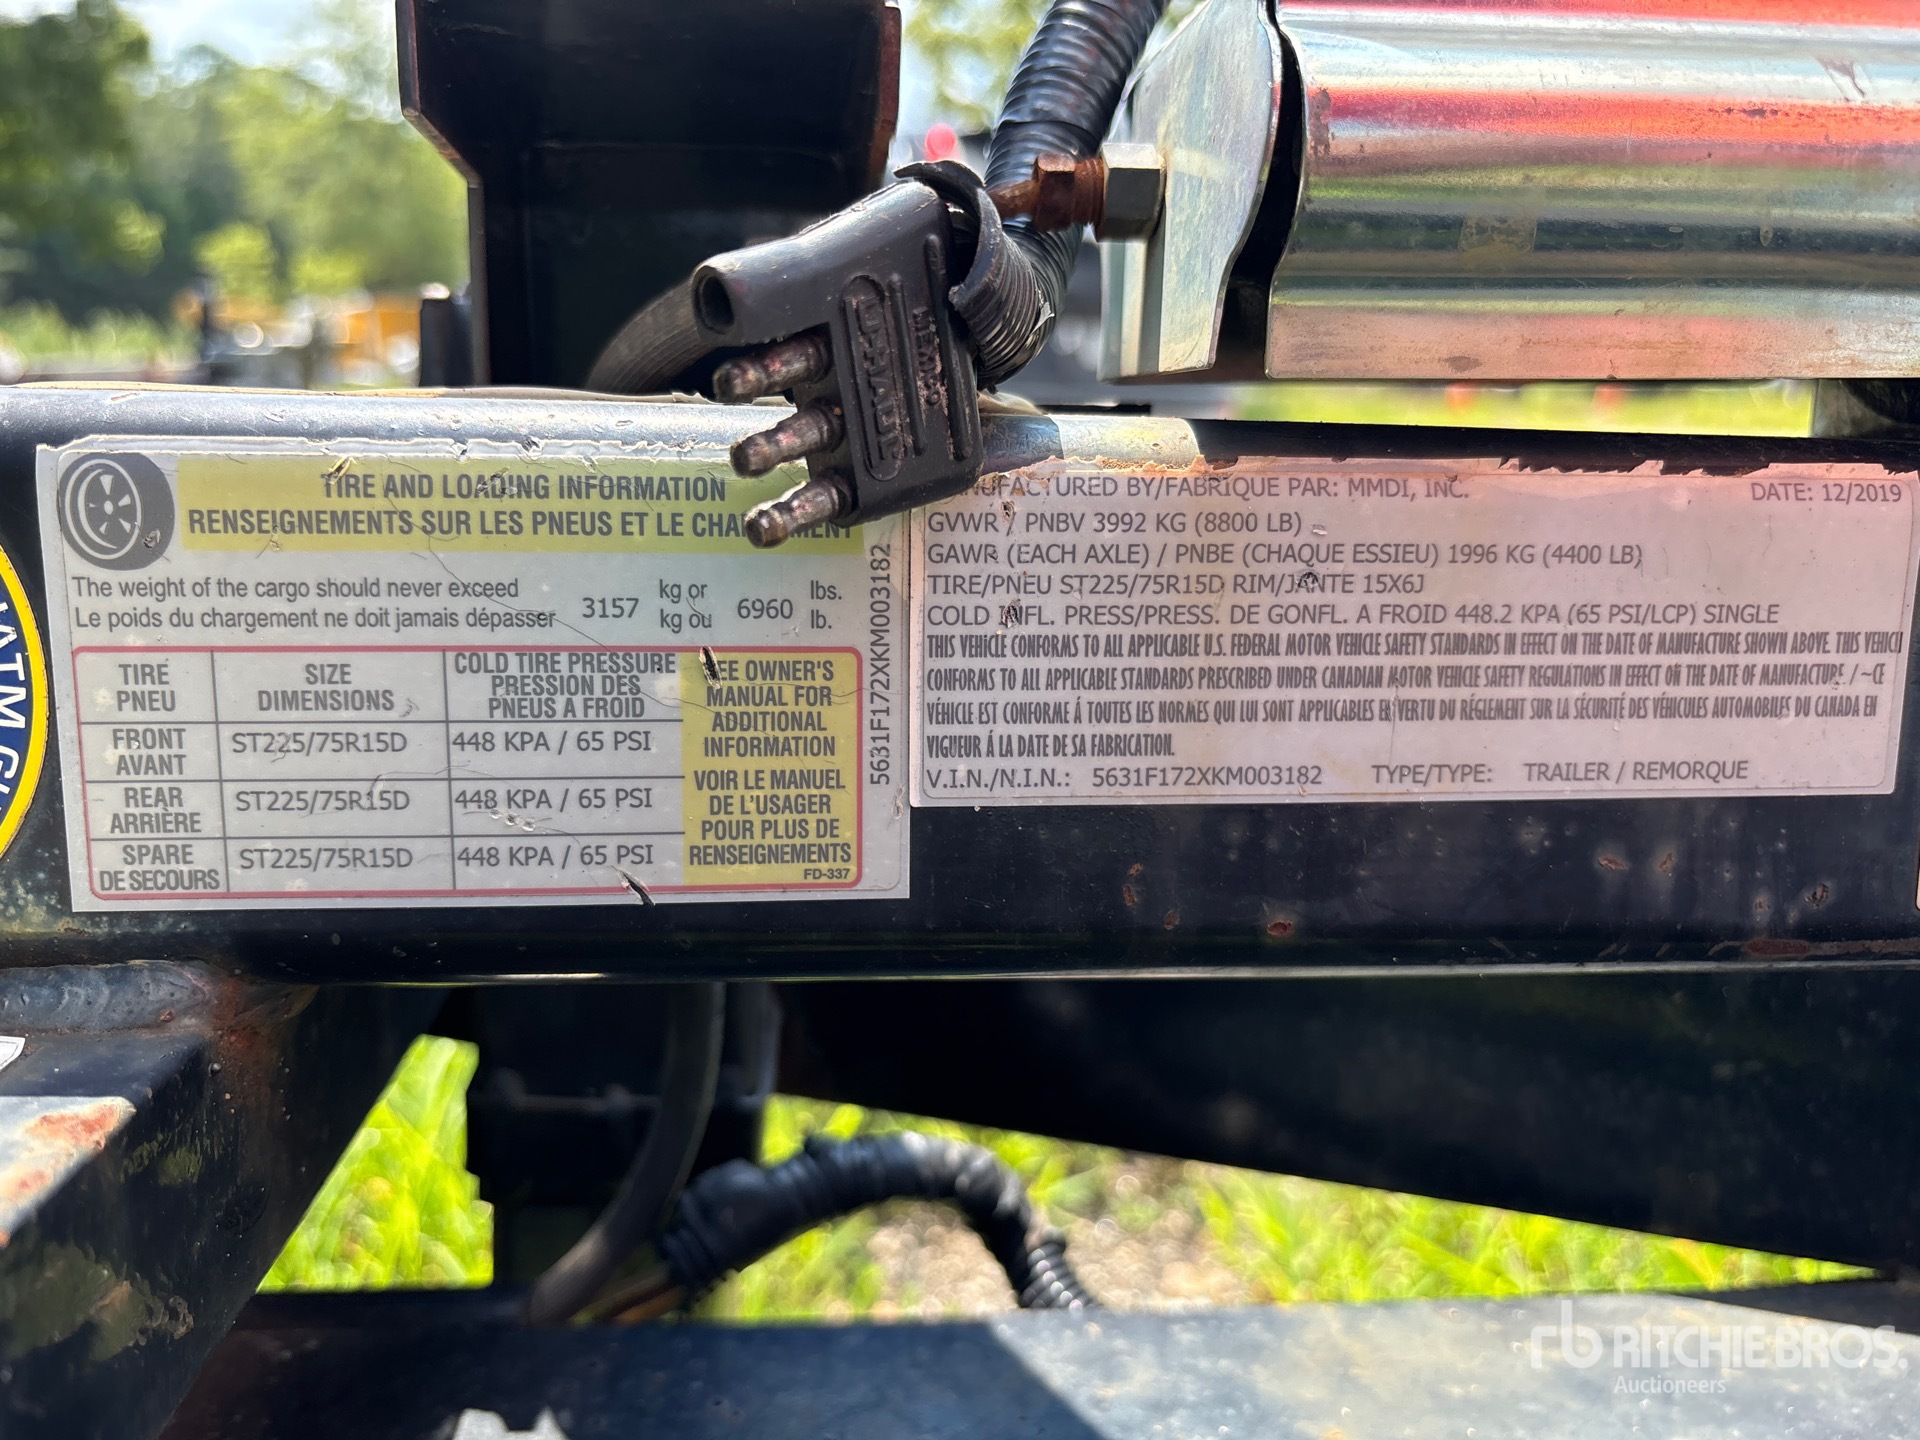 TIRE AND LOADING INFORMATION
RENSEIGNEMENTS SUR LES PNEUS ET LE
The weight of the cargo should never exceed
Le poids du chargement ne doit jamais dépasser
3157 kg or 6960 lbs.
kg ou lb.
TIRE
PNEU
SIZE
DIMENSIONS
COLD TIRE PRESSURE
PRESSION DES
PNEUS A FROID
FRONT
AVANT
ST225/75R15D
448 KPA / 65 PSI
REAR
ARRIÈRE
ST225/75R15D
448 KPA / 65 PSI
SPARE
DE SECOURS
ST225/75R15D
448 KPA / 65 PSI
SEE OWNER'S
MANUAL FOR
ADDITIONAL
INFORMATION
VOIR LE MANUEL
DE L'USAGER
POUR PLUS DE
RENSEIGNEMENTS
FD-337
5631F172XKM003182
MANUFACTURED BY/FABRIQUE PAR: MMDI, INC. DATE: 12/2019
GVWR / PNBV 3992 KG (8800 LB)
GAWR (EACH AXLE) / PNBE (CHAQUE ESSIEU) 1996 KG (4400 LB)
TIRE/PNEU ST225/75R15D RIM/JANTE 15X6J
COLD INFL. PRESS/PRESS. DE GONFL. A FROID 448.2 KPA (65 PSI/LCP) SINGLE
THIS VEHICLE CONFORMS TO ALL APPLICABLE U.S. FEDERAL MOTOR VEHICLE SAFETY STANDARDS IN EFFECT ON THE DATE OF MANUFACTURE SHOWN ABOVE. THIS VEHICL
CONFORMS TO ALL APPLICABLE STANDARDS PRESCRIBED UNDER CANADIAN MOTOR VEHICLE SAFETY REGULATIONS IN EFFECT ON THE DATE OF MANUFACTURE. / ~CE
VÉHICLE EST CONFORME Á TOUTES LES NORMES QUI LUI SONT APPLICABLES EN VERTU DU RÉGLEMENT SUR LA SÉCURITÉ DES VÉHICULES AUTOMOBILES DU CANADA EN
VIGUEUR Á LA DATE DE SA FABRICATION.
V.I.N./N.I.N.: 5631F172XKM003182 TYPE/TYPE: TRAILER / REMORQUE
NATM
rb RITCHIE BROS.
Auctioneers